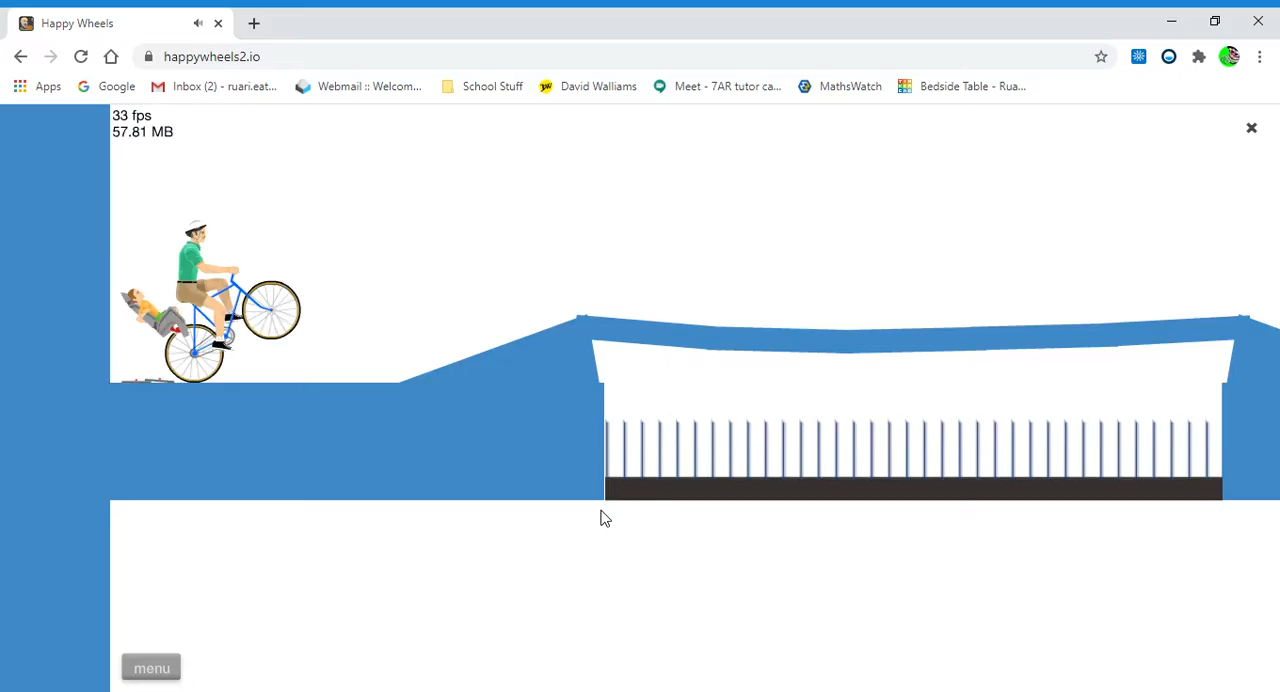 Happy Wheels
happywheels2.io
Apps Google Inbox (2) - ruari.eat... Webmail :: Welcom... School Stuff David Walliams Meet - 7AR tutor ca... MathsWatch Bedside Table - Rua...
33 fps
57.81 MB
menu